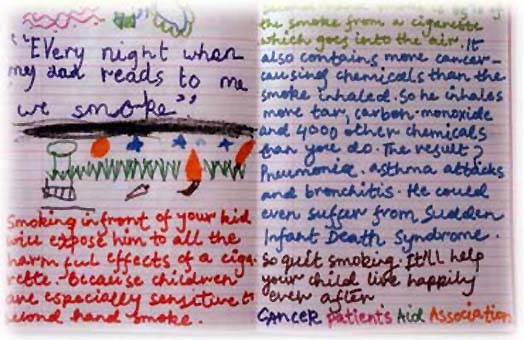 "Every night when
my dad reads to me
we smoke"
Smoking in front of your kid
will expose him to all the
harmful effects of a ciga-
rette. Because children
are especially sensitive to
second hand smoke.
the smoke from a cigarette
which goes into the air. It
also contains more cancer-
causing chemicals than the
smoke inhaled. So he inhales
more tar, carbon-monoxide
and 4000 other chemicals
than you do. The result?
Pneumonia, asthma attacks
and bronchitis. He could
even suffer from Sudden
Infant Death Syndrome.
So quit smoking. It'll help
your child live happily
ever after
CANCER patients Aid Association